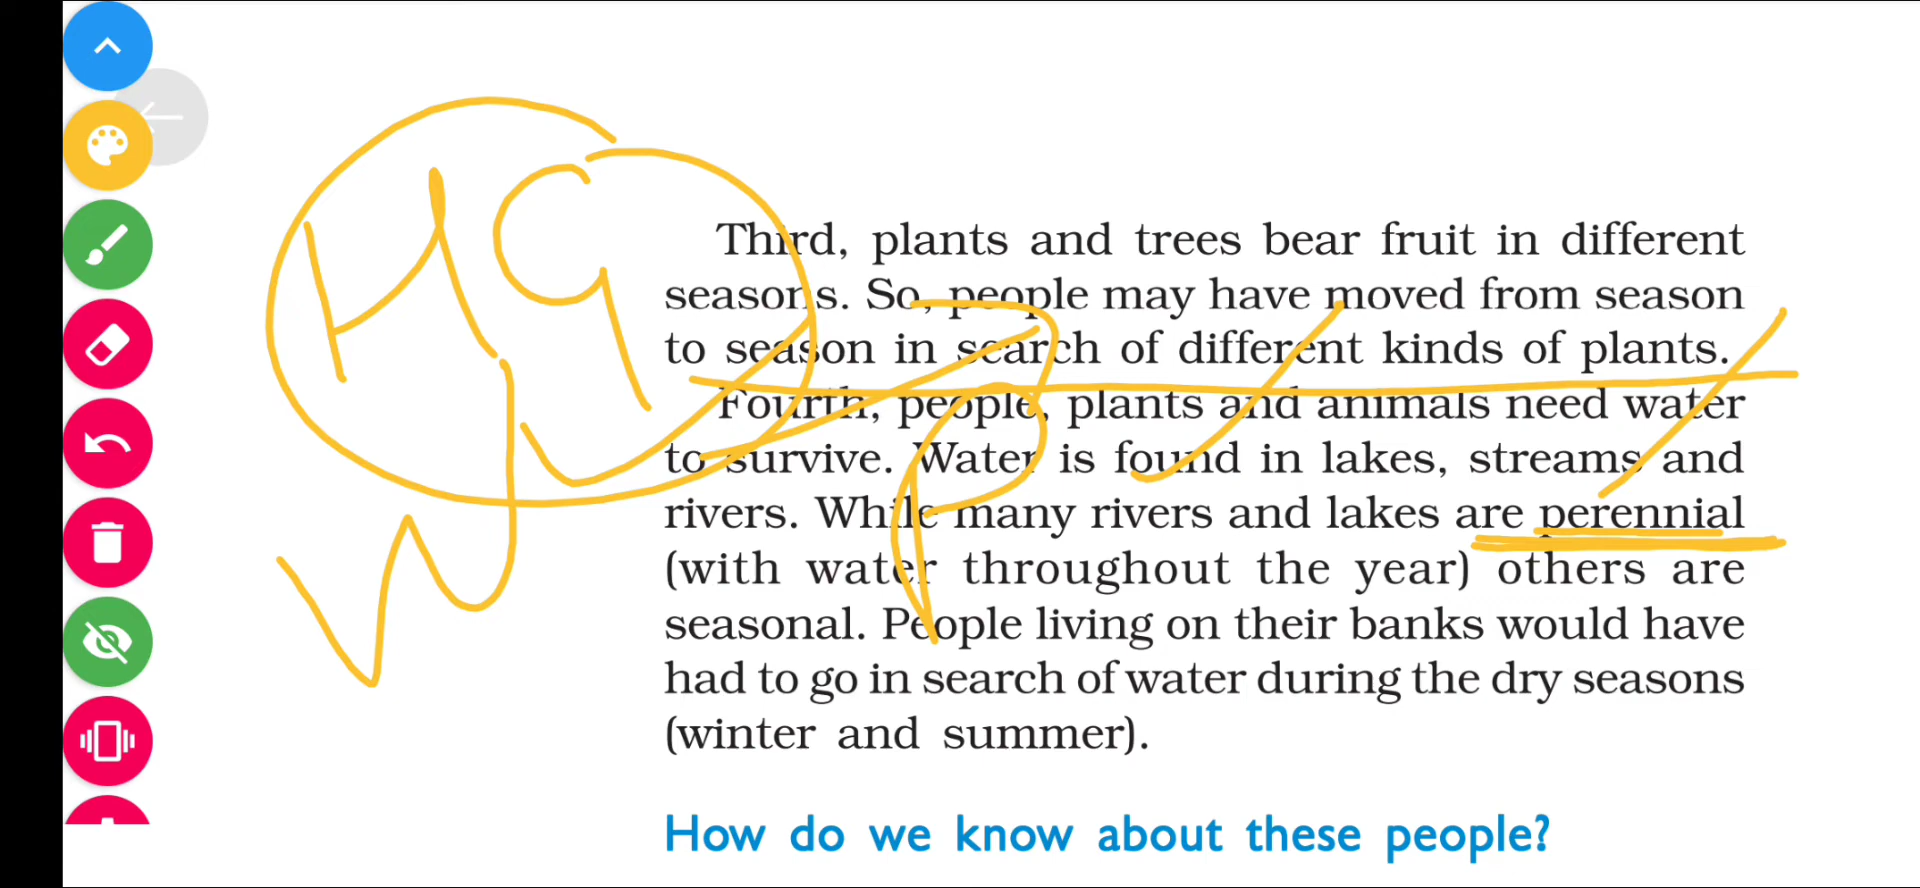 Third, plants and trees bear fruit in different
seasons. So, people may have moved from season
to season in search of different kinds of plants.
Fourth, people, plants and animals need water
to survive. Water is found in lakes, streams and
rivers. While many rivers and lakes are perennial
(with water throughout the year) others are
seasonal. People living on their banks would have
had to go in search of water during the dry seasons
(winter and summer).
How do we know about these people?